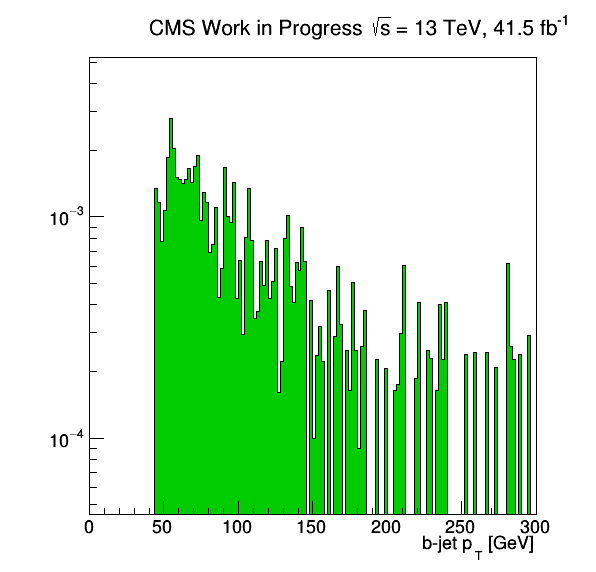 CMS Work in Progress √s = 13 TeV, 41.5 fb⁻¹
10⁻³
10⁻⁴
0 50 100 150 200 250 300
b-jet p_T [GeV]